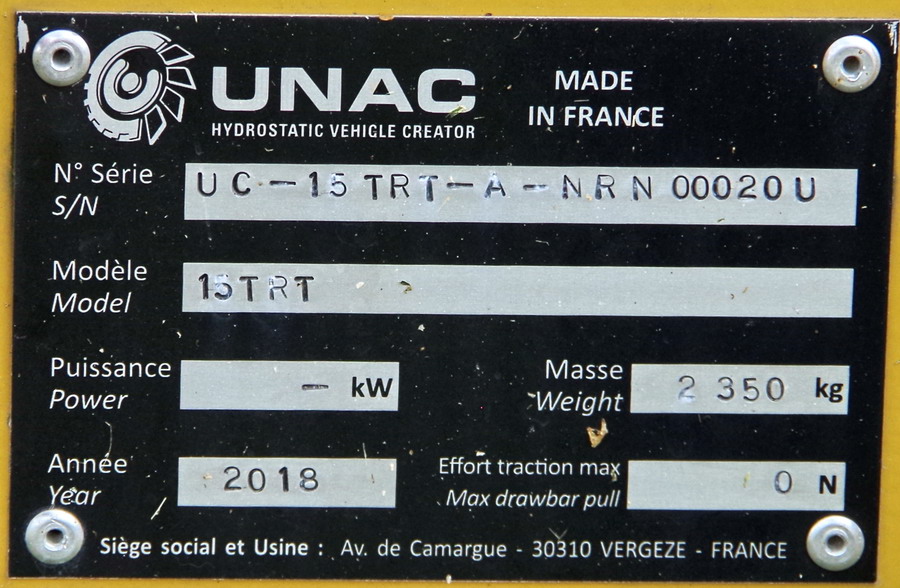 UNAC
HYDROSTATIC VEHICLE CREATOR
MADE
IN FRANCE
N° Série
S/N
UC-15TRT-A-NRN00020U
Modèle
Model
15TRT
Puissance
Power
- kW
Masse
Weight
2 350 kg
Année
Year
2018
Effort traction max
Max drawbar pull
0 N
Siège social et Usine : Av. de Camargue - 30310 VERGEZE - FRANCE